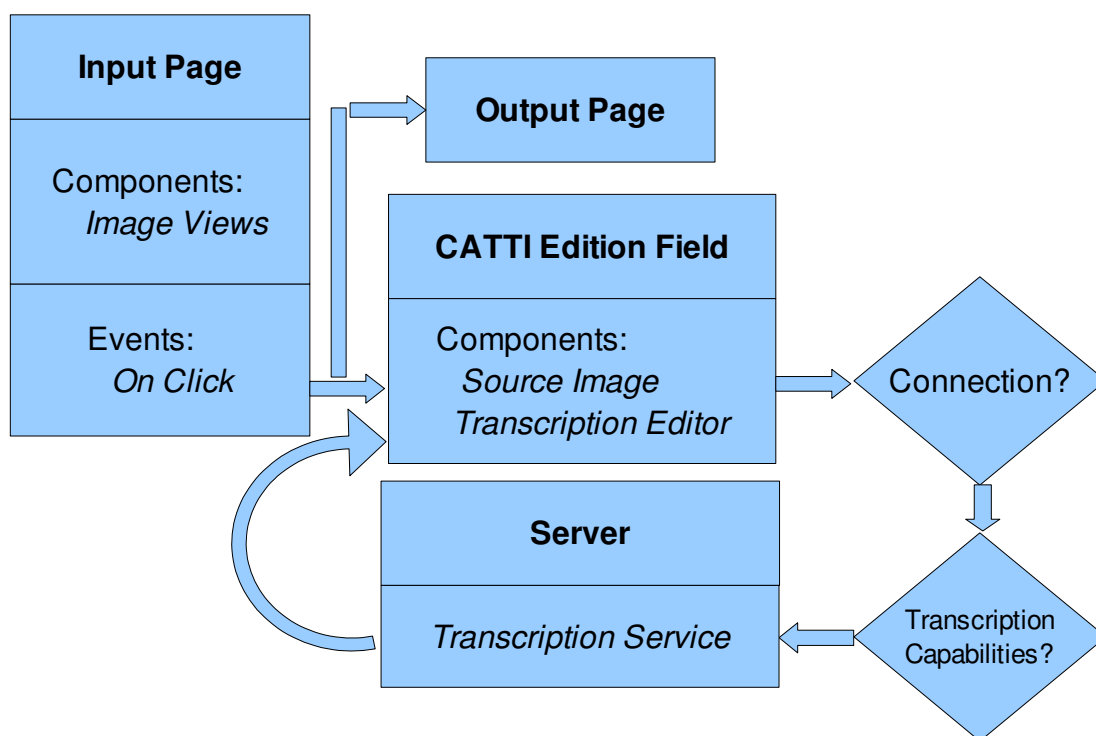 Input Page
Components:
Image Views
Events:
On Click
Output Page
CATTI Edition Field
Components:
Source Image
Transcription Editor
Connection?
Transcription
Capabilities?
Server
Transcription Service